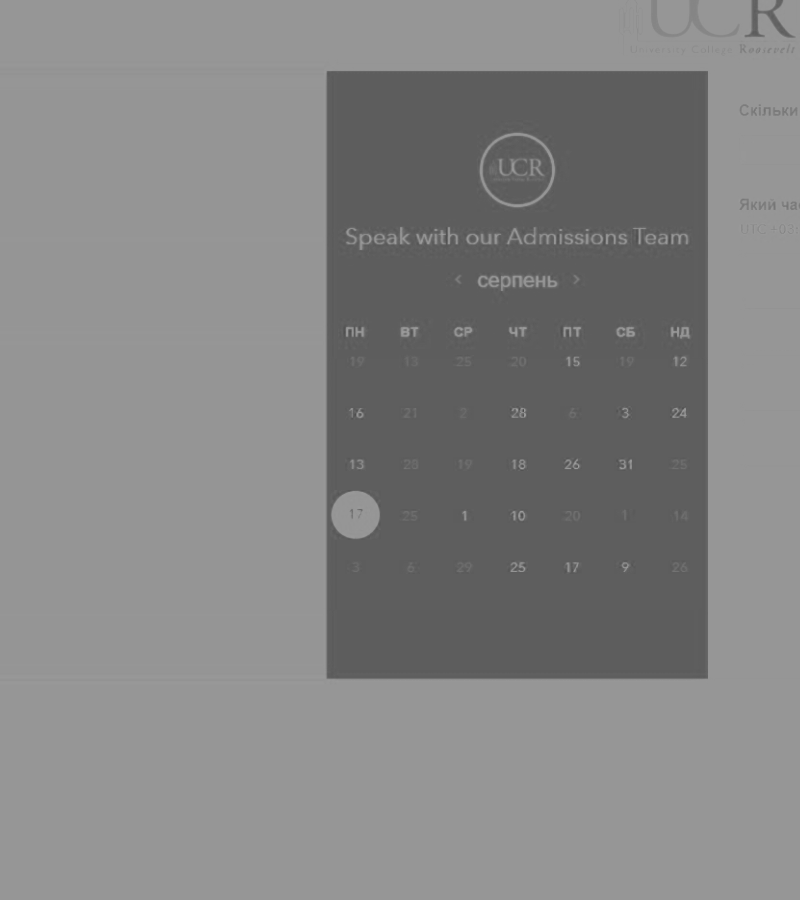 UCR
University College Roosevelt
Скільки
UCR
Який час
UTC +03:
Speak with our Admissions Team
< серпень >
ПН ВТ СР ЧТ ПТ СБ НД
19 13 25 20 15 19 12
16 21 2 28 6 3 24
13 20 19 18 26 31 25
17 25 1 10 20 1 14
3 6 29 25 17 9 26